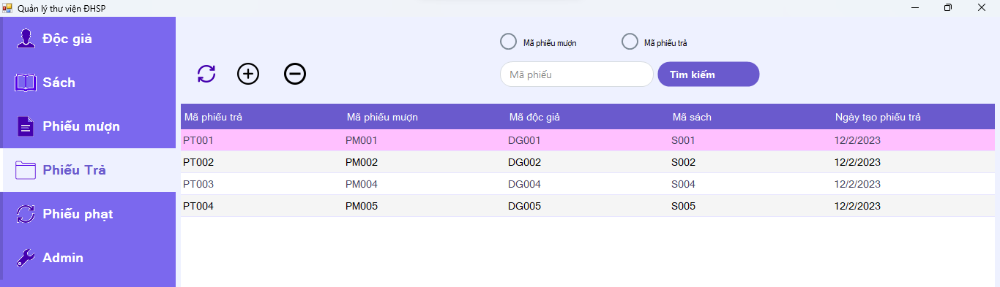 Quản lý thư viện ĐHSP
Độc giả
Sách
Phiếu mượn
Phiếu Trả
Phiếu phạt
Admin
Mã phiếu mượn Mã phiếu trả
Mã phiếu Tìm kiếm
Mã phiếu trả Mã phiếu mượn Mã độc giả Mã sách Ngày tạo phiếu trả
PT001 PM001 DG001 S001 12/2/2023
PT002 PM002 DG002 S002 12/2/2023
PT003 PM004 DG004 S004 12/2/2023
PT004 PM005 DG005 S005 12/2/2023